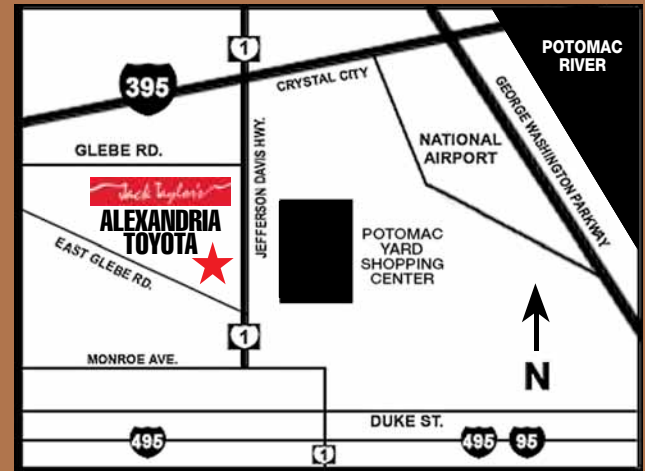 1
POTOMAC
RIVER
395
CRYSTAL CITY
GLEBE RD.
JEFFERSON DAVIS HWY.
NATIONAL
AIRPORT
GEORGE WASHINGTON PARKWAY
Jack Taylor's
ALEXANDRIA
TOYOTA
EAST GLEBE RD.
POTOMAC
YARD
SHOPPING
CENTER
1
MONROE AVE.
N
DUKE ST.
495
1
495
95